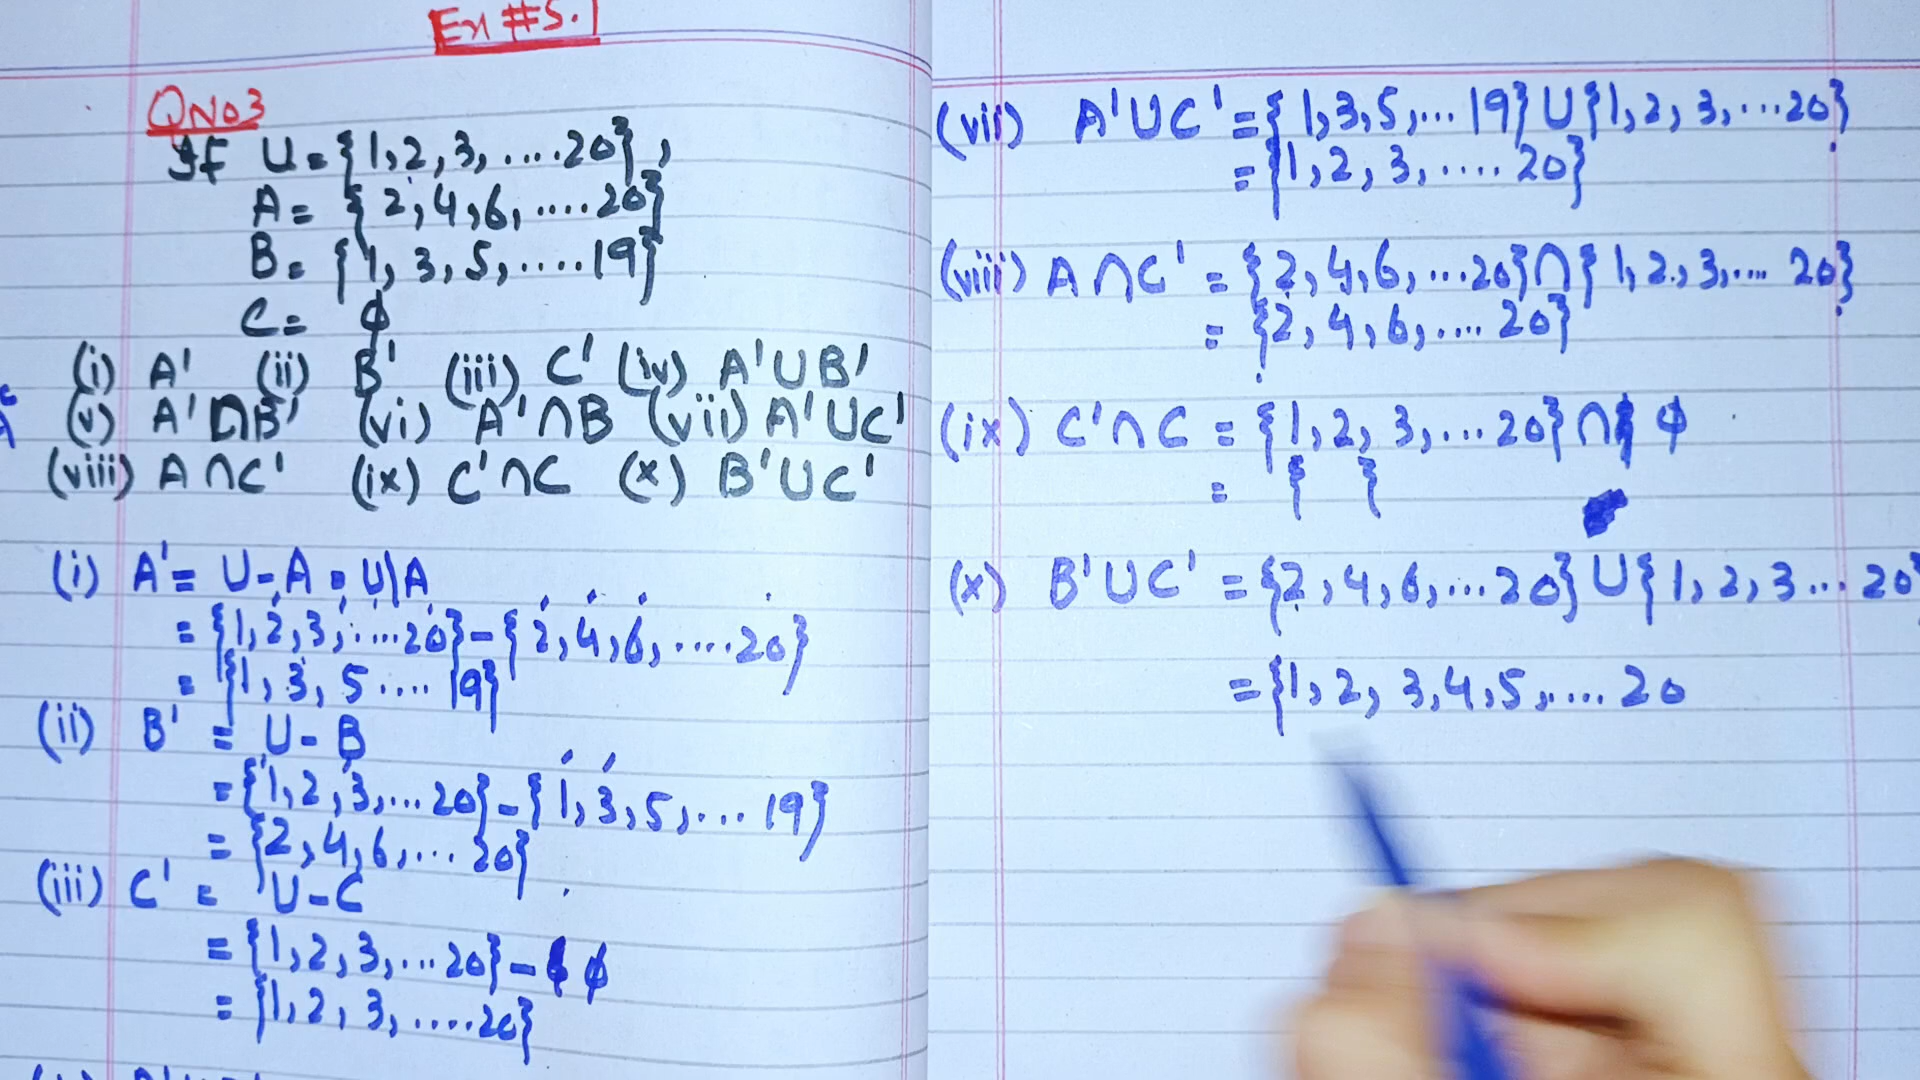 Ex #5.1
QNo3
If U = {1, 2, 3, ....20},
A = {2, 4, 6, ....20}
B = {1, 3, 5, ....19}
C = ϕ
(i) A' (ii) B' (iii) C' (iv) A'∪B'
(v) A'∩B' (vi) A'∩B (vii) A'∪C'
(viii) A∩C' (ix) C'∩C (x) B'∪C'
(i) A' = U - A = U\A
= {1, 2, 3, ....20} - {2, 4, 6, ....20}
= {1, 3, 5 .... 19}
(ii) B' = U - B
= {1, 2, 3, ...20} - {1, 3, 5, ...19}
= {2, 4, 6, ...20}
(iii) C' = U - C
= {1, 2, 3, ...20} - ϕ
= {1, 2, 3, ....20}
(vii) A'∪C' = {1, 3, 5, ...19} ∪ {1, 2, 3, ...20}
= {1, 2, 3, .....20}
(viii) A∩C' = {2, 4, 6, ...20} ∩ {1, 2, 3, .... 20}
= {2, 4, 6, .... 20}
(ix) C'∩C = {1, 2, 3, ...20} ∩ ϕ
= { }
(x) B'∪C' = {2, 4, 6, ...20} ∪ {1, 2, 3 ... 20}
= {1, 2, 3, 4, 5, .... 20